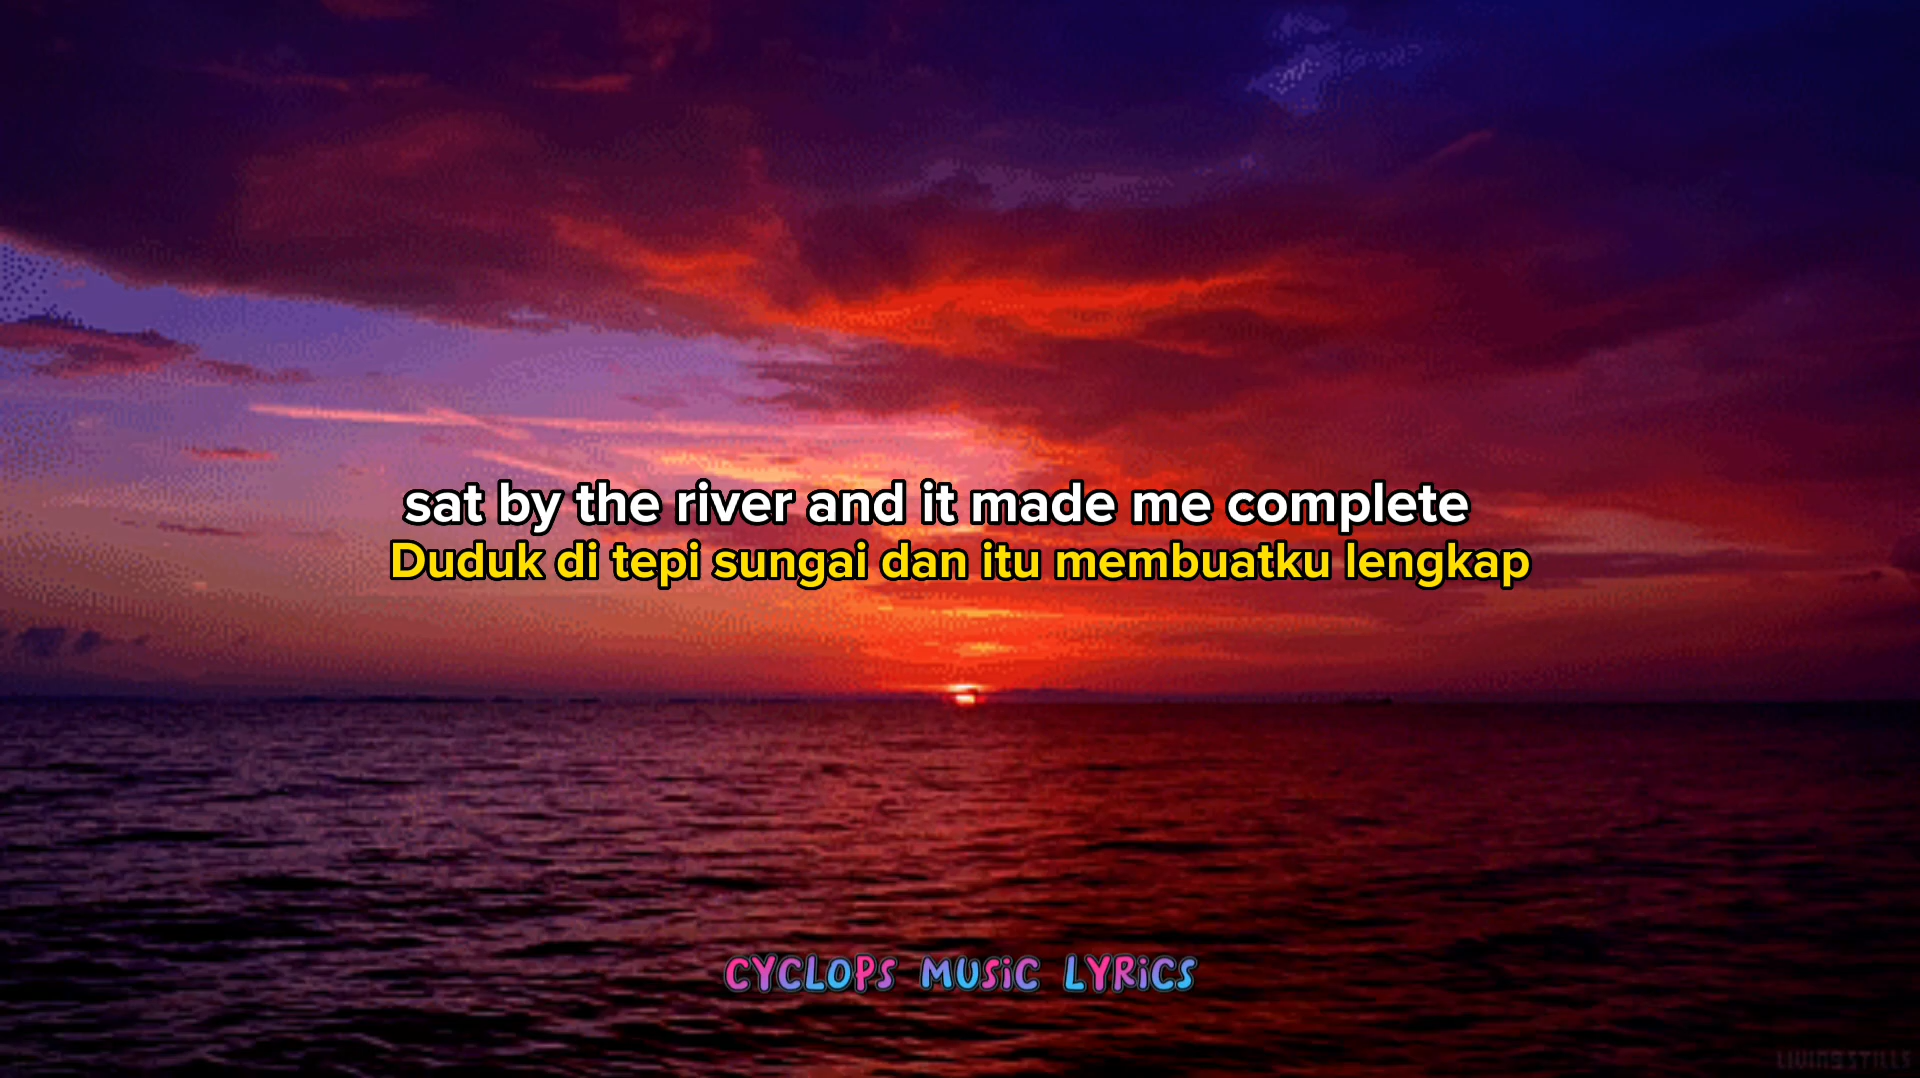 sat by the river and it made me complete
Duduk di tepi sungai dan itu membuatku lengkap
CYCLOPS MUSIC LYRICS
LIVINGSTILLS